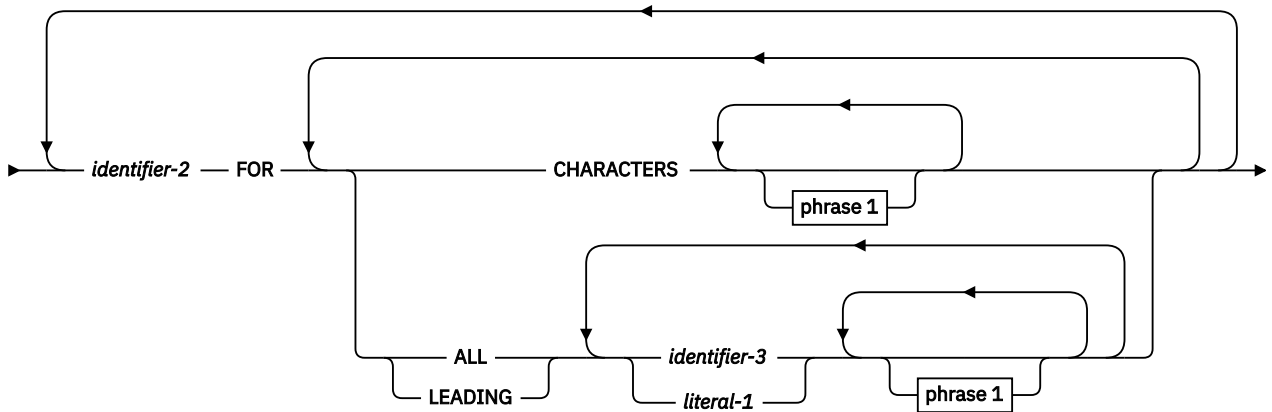 identifier-2 FOR CHARACTERS
phrase 1
ALL identifier-3
LEADING literal-1 phrase 1